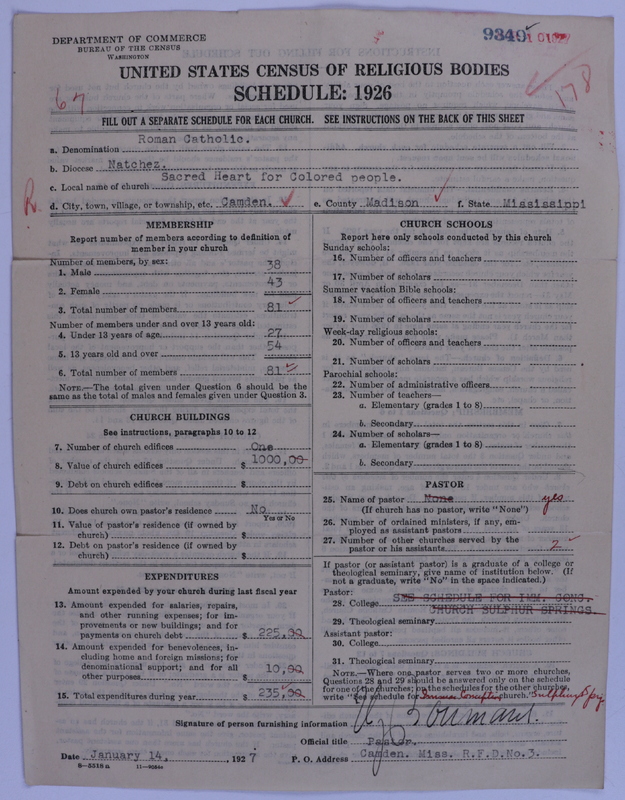 DEPARTMENT OF COMMERCE
BUREAU OF THE CENSUS
WASHINGTON
9340
178
67
UNITED STATES CENSUS OF RELIGIOUS BODIES
SCHEDULE: 1926
FILL OUT A SEPARATE SCHEDULE FOR EACH CHURCH. SEE INSTRUCTIONS ON THE BACK OF THIS SHEET
a. Denomination Roman Catholic.
b. Diocese Natchez.
c. Local name of church Sacred Heart for Colored people.
R
d. City, town, village, or township, etc. Camden. e. County Madison f. State Mississippi
MEMBERSHIP
Report number of members according to definition of
member in your church
Number of members, by sex:
1. Male 38
2. Female 43
3. Total number of members 81
Number of members under and over 13 years old:
4. Under 13 years of age 27
5. 13 years old and over 54
6. Total number of members 81
NOTE.—The total given under Question 6 should be
same as the total of males and females given under Question 3.
CHURCH BUILDINGS
See instructions, paragraphs 10 to 12
7. Number of church edifices One
8. Value of church edifices $ 1000,00
9. Debt on church edifices $
10. Does church own pastor's residence No
Yes or No
11. Value of pastor's residence (if owned by
church) $
12. Debt on pastor's residence (if owned by
church) $
EXPENDITURES
Amount expended by your church during last fiscal year
13. Amount expended for salaries, repairs,
and other running expenses; for im-
provements or new buildings; and for
payments on church debt $ 225,00
14. Amount expended for benevolences, in-
cluding home and foreign missions; for
denominational support; and for all
other purposes 10,00
15. Total expenditures during year $ 235,00
CHURCH SCHOOLS
Report here only schools conducted by this church
Sunday schools:
16. Number of officers and teachers
17. Number of scholars
Summer vacation Bible schools:
18. Number of officers and teachers
19. Number of scholars
Week-day religious schools:
20. Number of officers and teachers
21. Number of scholars
Parochial schools:
22. Number of administrative officers
23. Number of teachers—
a. Elementary (grades 1 to 8)
b. Secondary
24. Number of scholars—
a. Elementary (grades 1 to 8)
b. Secondary
PASTOR
25. Name of pastor None yes
(If church has no pastor, write "None")
26. Number of ordained ministers, if any, em-
ployed as assistant pastors
27. Number of other churches served by the
pastor or his assistants 2
If pastor (or assistant pastor) is a graduate of a college or
theological seminary, give name of institution below. (If
not a graduate, write "No" in the space indicated.)
Pastor:
28. College SEE SCHEDULE FOR IMM. CONC.
CHURCH SULPHUR SPRINGS.
29. Theological seminary
Assistant pastor:
30. College
31. Theological seminary
NOTE.—Where one pastor serves two or more churches,
Questions 28 and 29 should be answered only on the schedule
for one of the churches; on the schedules for the other churches,
write "See schedule for Immac Conception church, Sulphur Spg.
Signature of person furnishing information
Official title Pastor.
Date January 14, 1927 P. O. Address Camden. Miss. R.F.D.No.3.
8—5518a 11—9084c